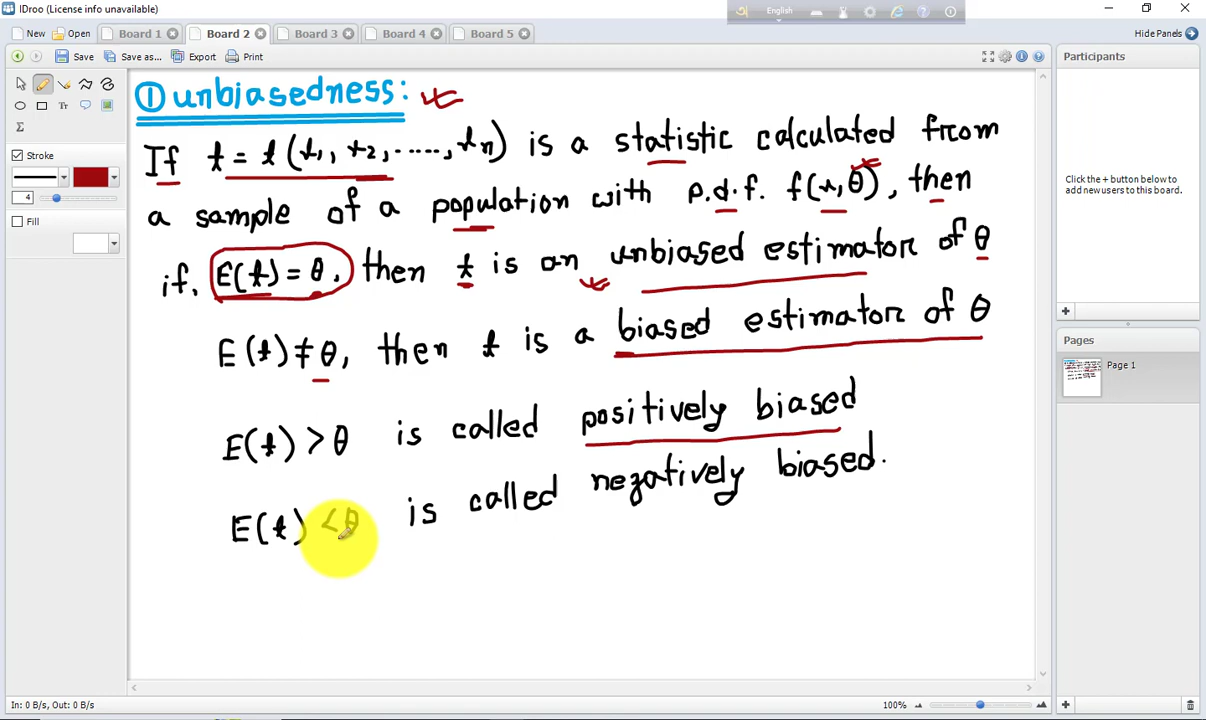 IDroo (License info unavailable)
English
New Open Board 1 Board 2 Board 3 Board 4 Board 5 Hide Panels
Save Save as... Export Print
Participants
Tr
Σ
Stroke
4
Fill
Click the + button below to
add new users to this board.
① unbiasedness:
If t = t(x1, x2, ....., xn) is a statistic calculated from
a sample of a population with p.d.f. f(x, θ), then
if, E(t) = θ, then t is an unbiased estimator of θ
E(t) ≠ θ, then t is a biased estimator of θ
E(t) > θ is called positively biased
E(t) < θ is called negatively biased.
Pages
Page 1
In: 0 B/s, Out: 0 B/s
100%